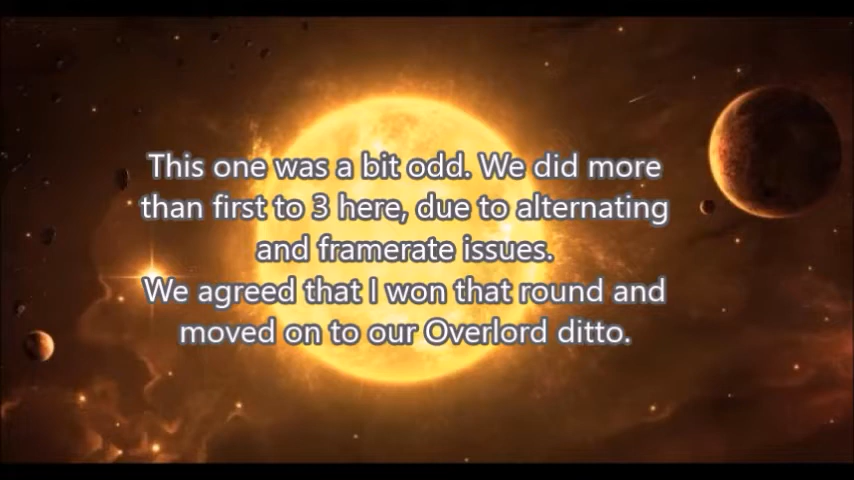 This one was a bit odd. We did more
than first to 3 here, due to alternating
and framerate issues.
We agreed that I won that round and
moved on to our Overlord ditto.